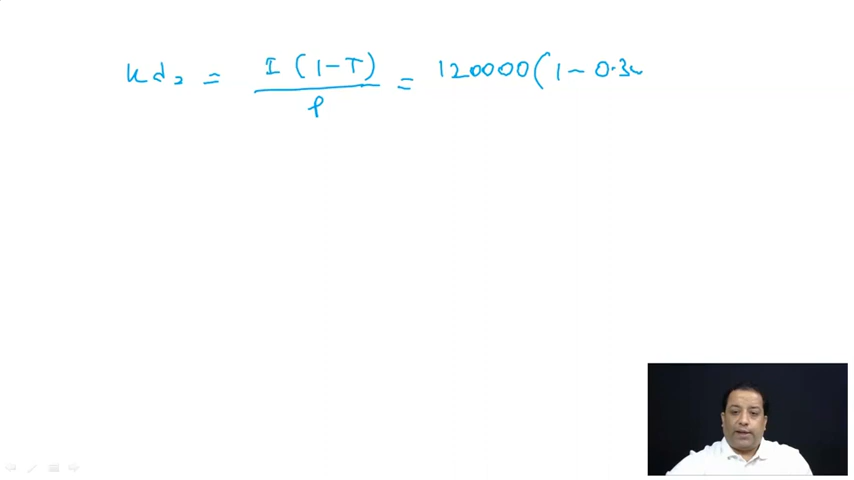 Kd₂ = I (1-T) / P = 120000 (1 - 0.3